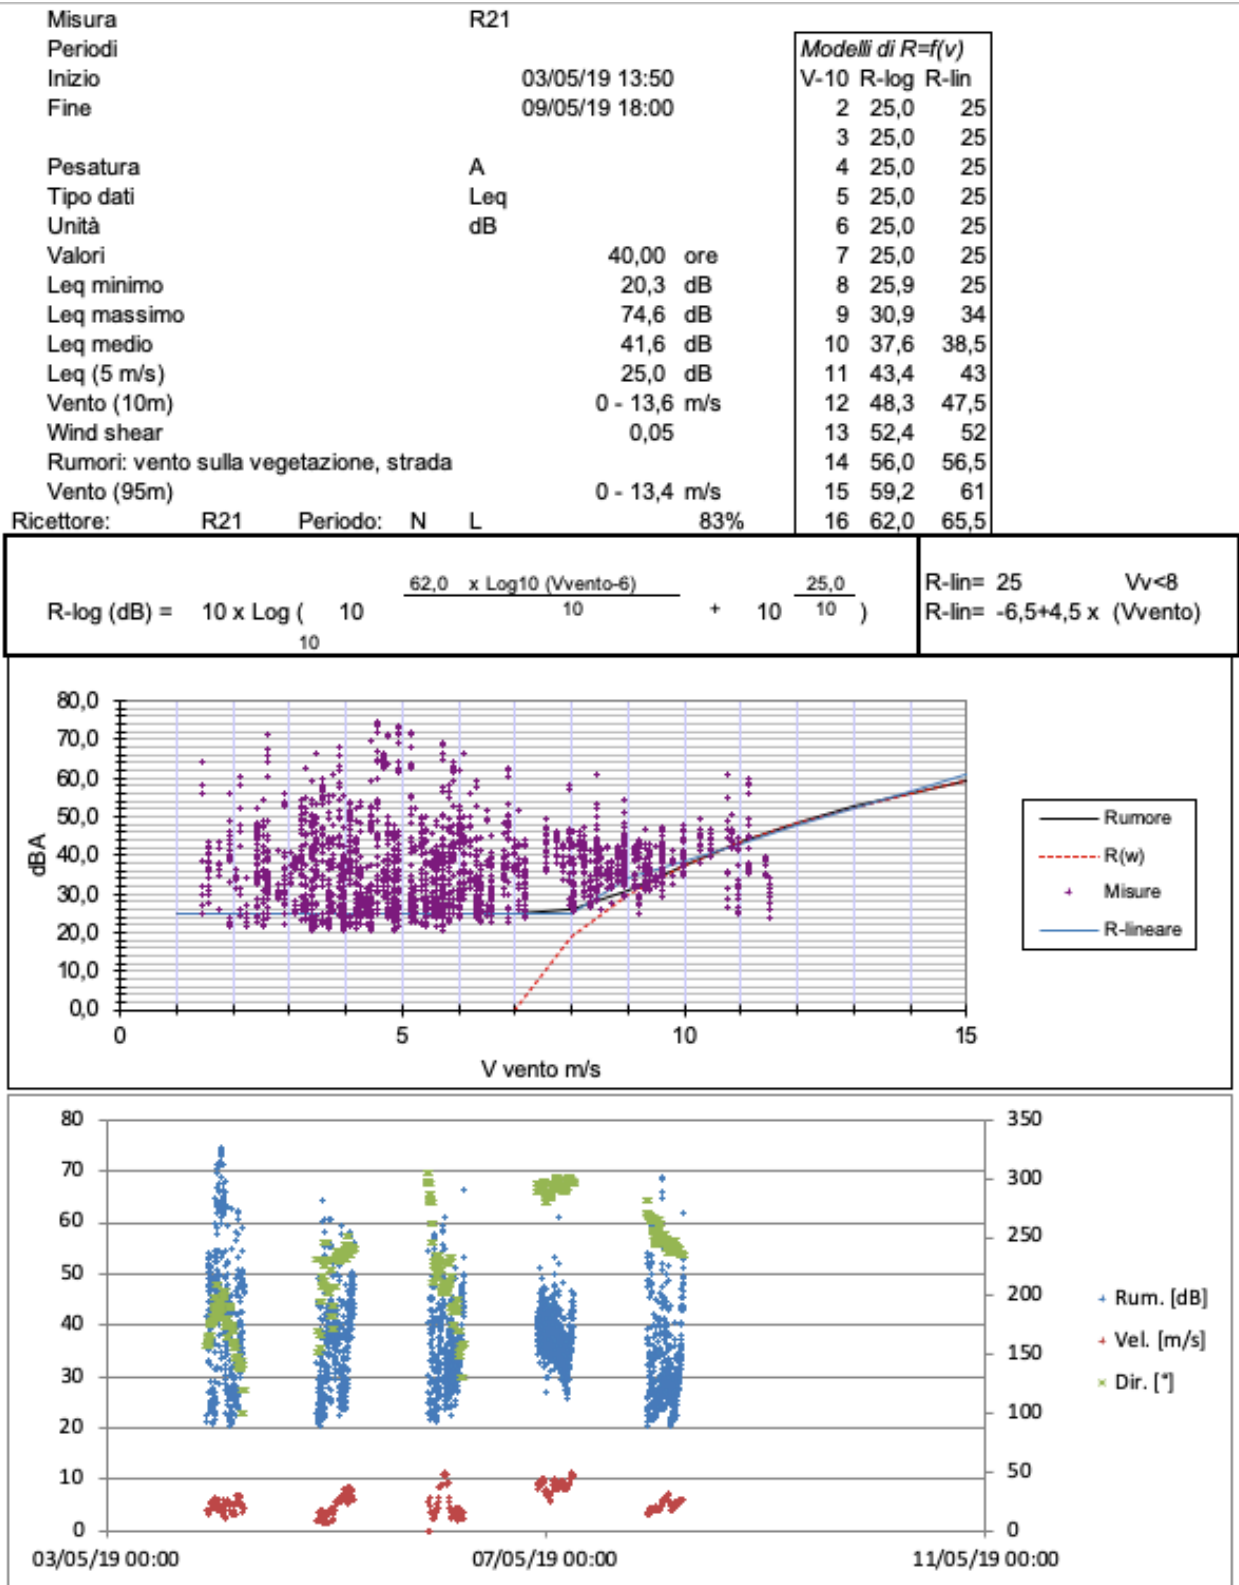 Misura R21
Periodi
Inizio 03/05/19 13:50
Fine 09/05/19 18:00
Pesatura A
Tipo dati Leq
Unità dB
Valori 40,00 ore
Leq minimo 20,3 dB
Leq massimo 74,6 dB
Leq medio 41,6 dB
Leq (5 m/s) 25,0 dB
Vento (10m) 0 - 13,6 m/s
Wind shear 0,05
Rumori: vento sulla vegetazione, strada
Vento (95m) 0 - 13,4 m/s
Ricettore: R21 Periodo: N L 83%
Modelli di R=f(v)
V-10 R-log R-lin
2 25,0 25
3 25,0 25
4 25,0 25
5 25,0 25
6 25,0 25
7 25,0 25
8 25,9 25
9 30,9 34
10 37,6 38,5
11 43,4 43
12 48,3 47,5
13 52,4 52
14 56,0 56,5
15 59,2 61
16 62,0 65,5
62,0 x Log10 (Vvento-6) 25,0
R-log (dB) = 10 x Log ( 10 10 + 10 10 )
10
R-lin= 25 Vv<8
R-lin= -6,5+4,5 x (Vvento)
80,0
70,0
60,0
50,0
40,0
30,0
20,0
10,0
0,0
dBA
0 5 10 15
V vento m/s
Rumore
R(w)
Misure
R-lineare
80
70
60
50
40
30
20
10
0
350
300
250
200
150
100
50
0
03/05/19 00:00 07/05/19 00:00 11/05/19 00:00
Rum. [dB]
Vel. [m/s]
Dir. [°]